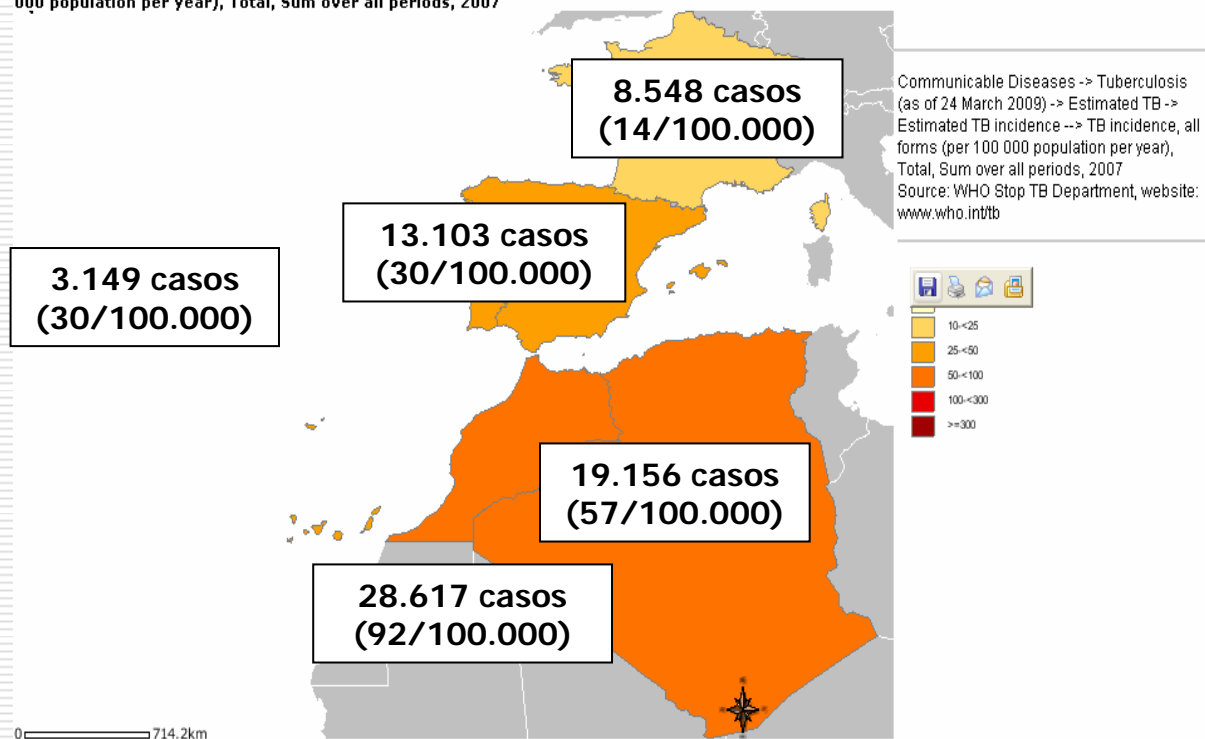 000 population per year), Total, Sum over all periods, 2007
8.548 casos
(14/100.000)
Communicable Diseases -> Tuberculosis
(as of 24 March 2009) -> Estimated TB ->
Estimated TB incidence --> TB incidence, all
forms (per 100 000 population per year),
Total, Sum over all periods, 2007
Source: WHO Stop TB Department, website:
www.who.int/tb
13.103 casos
(30/100.000)
3.149 casos
(30/100.000)
10-<25
25-<50
50-<100
100-<300
>=300
19.156 casos
(57/100.000)
28.617 casos
(92/100.000)
0
714.2km